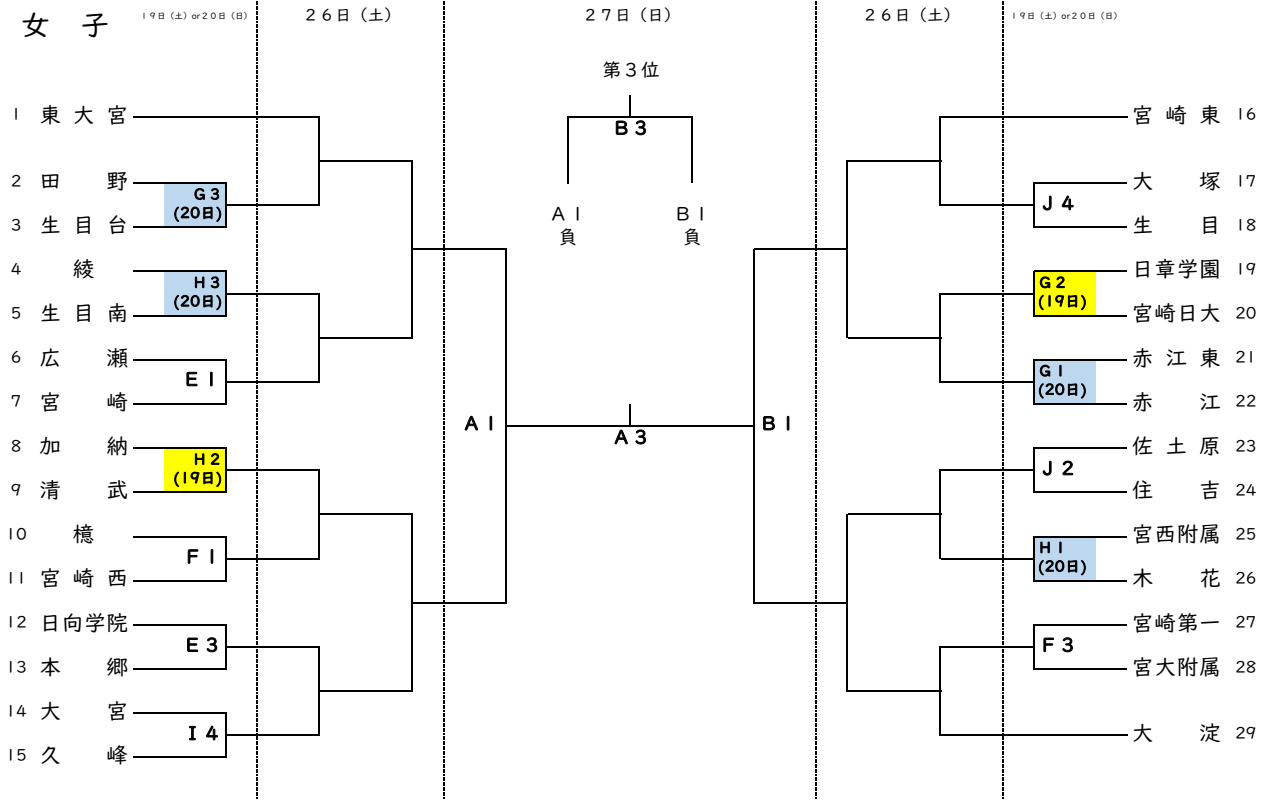 女 子
19日（土）or20日（日）
26日（土）
27日（日）
26日（土）
19日（土）or20日（日）
第3位
B3
A1
負
B1
負
1 東大宮
2 田野
3 生目台
4 綾
5 生目南
6 広瀬
7 宮崎
8 加納
9 清武
10 檍
11 宮崎西
12 日向学院
13 本郷
14 大宮
15 久峰
G3
(20日)
H3
(20日)
E1
H2
(19日)
F1
E3
I4
A1
A3
B1
J4
G2
(19日)
G1
(20日)
J2
H1
(20日)
F3
宮崎東 16
大塚 17
生目 18
日章学園 19
宮崎日大 20
赤江東 21
赤江 22
佐土原 23
住吉 24
宮西附属 25
木花 26
宮崎第一 27
宮大附属 28
大淀 29